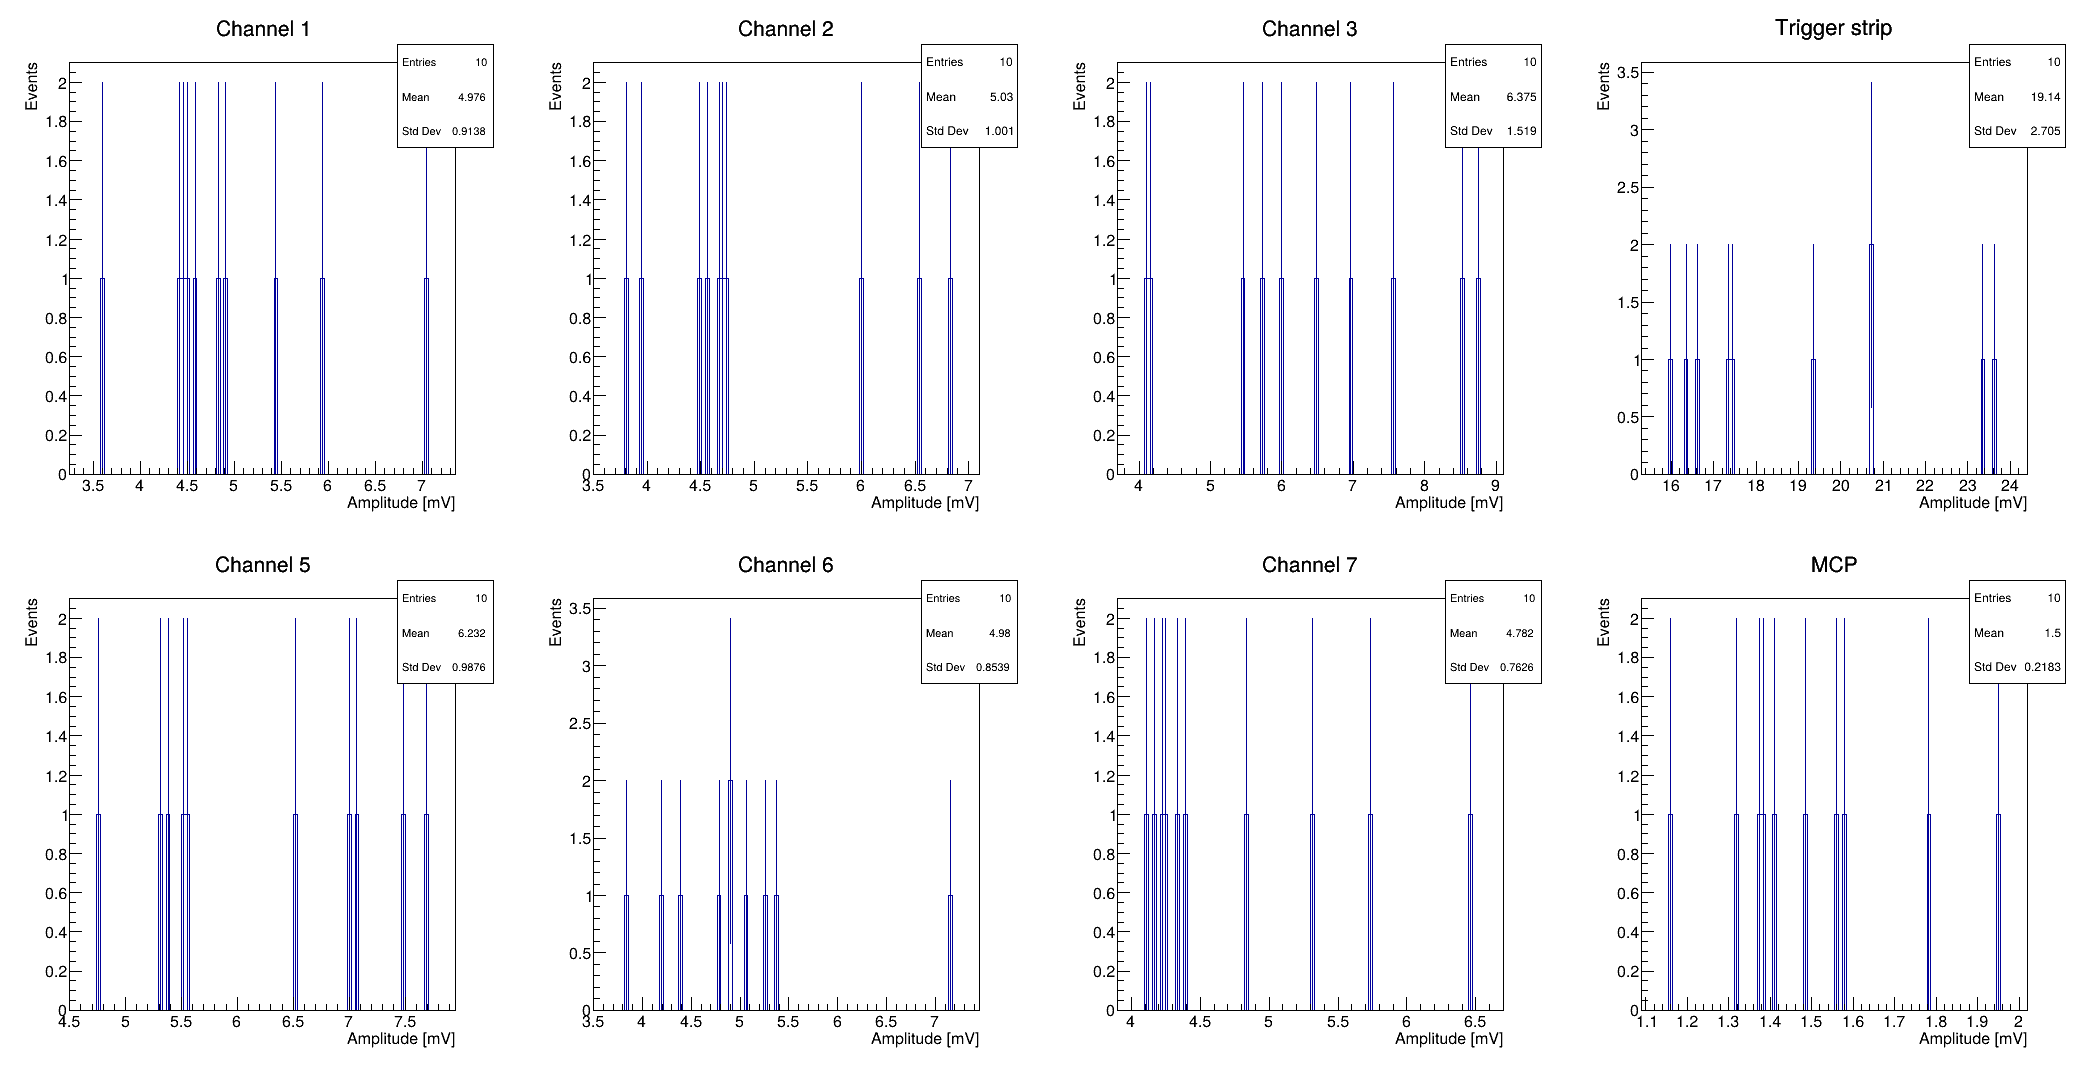 Channel 1
Entries 10
Mean 4.976
Std Dev 0.9138
Events
2
1.8
1.6
1.4
1.2
1
0.8
0.6
0.4
0.2
0
3.5 4 4.5 5 5.5 6 6.5 7
Amplitude [mV]
Channel 2
Entries 10
Mean 5.03
Std Dev 1.001
Events
2
1.8
1.6
1.4
1.2
1
0.8
0.6
0.4
0.2
0
3.5 4 4.5 5 5.5 6 6.5 7
Amplitude [mV]
Channel 3
Entries 10
Mean 6.375
Std Dev 1.519
Events
2
1.8
1.6
1.4
1.2
1
0.8
0.6
0.4
0.2
0
4 5 6 7 8 9
Amplitude [mV]
Trigger strip
Entries 10
Mean 19.14
Std Dev 2.705
Events
3.5
3
2.5
2
1.5
1
0.5
0
16 17 18 19 20 21 22 23 24
Amplitude [mV]
Channel 5
Entries 10
Mean 6.232
Std Dev 0.9876
Events
2
1.8
1.6
1.4
1.2
1
0.8
0.6
0.4
0.2
0
4.5 5 5.5 6 6.5 7 7.5
Amplitude [mV]
Channel 6
Entries 10
Mean 4.98
Std Dev 0.8539
Events
3.5
3
2.5
2
1.5
1
0.5
0
3.5 4 4.5 5 5.5 6 6.5 7
Amplitude [mV]
Channel 7
Entries 10
Mean 4.782
Std Dev 0.7626
Events
2
1.8
1.6
1.4
1.2
1
0.8
0.6
0.4
0.2
0
4 4.5 5 5.5 6 6.5
Amplitude [mV]
MCP
Entries 10
Mean 1.5
Std Dev 0.2183
Events
2
1.8
1.6
1.4
1.2
1
0.8
0.6
0.4
0.2
0
1.1 1.2 1.3 1.4 1.5 1.6 1.7 1.8 1.9 2
Amplitude [mV]